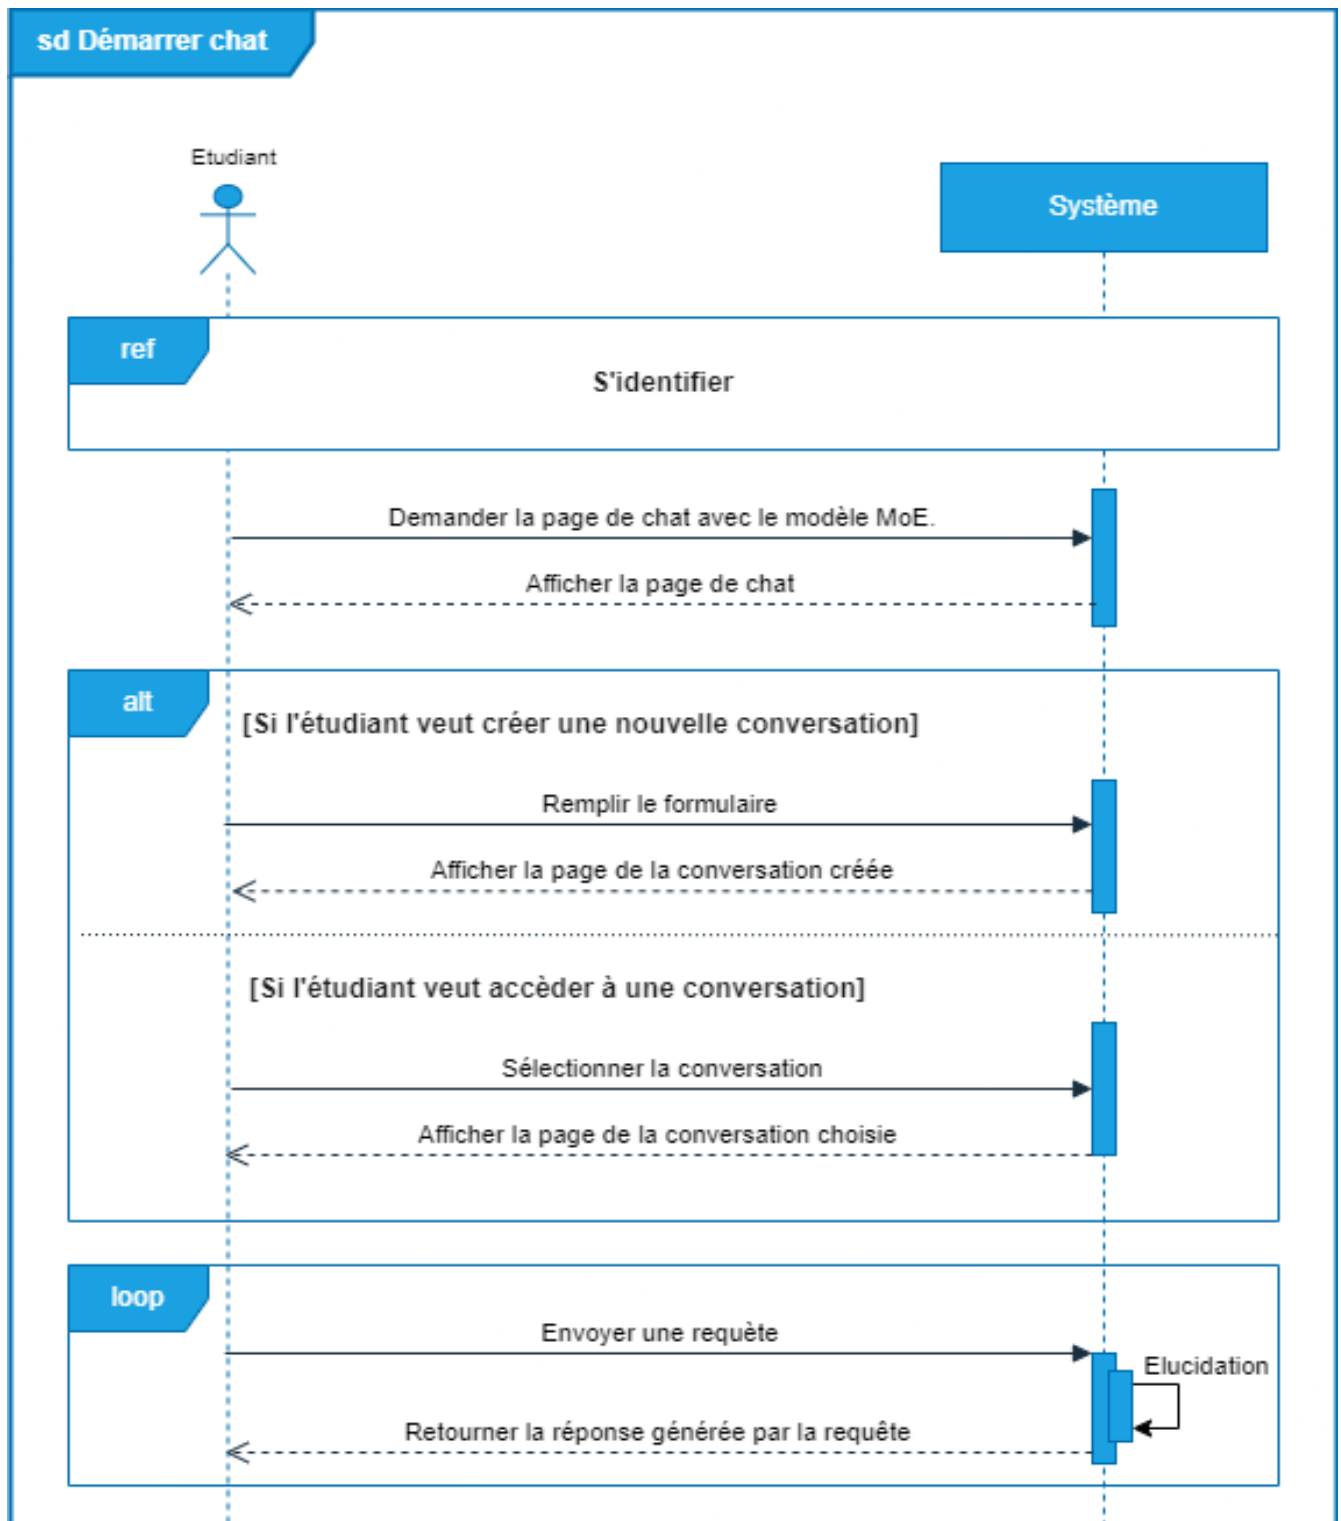 sd Démarrer chat
Etudiant
Système
ref
S'identifier
Demander la page de chat avec le modèle MoE.
Afficher la page de chat
alt
[Si l'étudiant veut créer une nouvelle conversation]
Remplir le formulaire
Afficher la page de la conversation créée
[Si l'étudiant veut accèder à une conversation]
Sélectionner la conversation
Afficher la page de la conversation choisie
loop
Envoyer une requète
Elucidation
Retourner la réponse générée par la requête